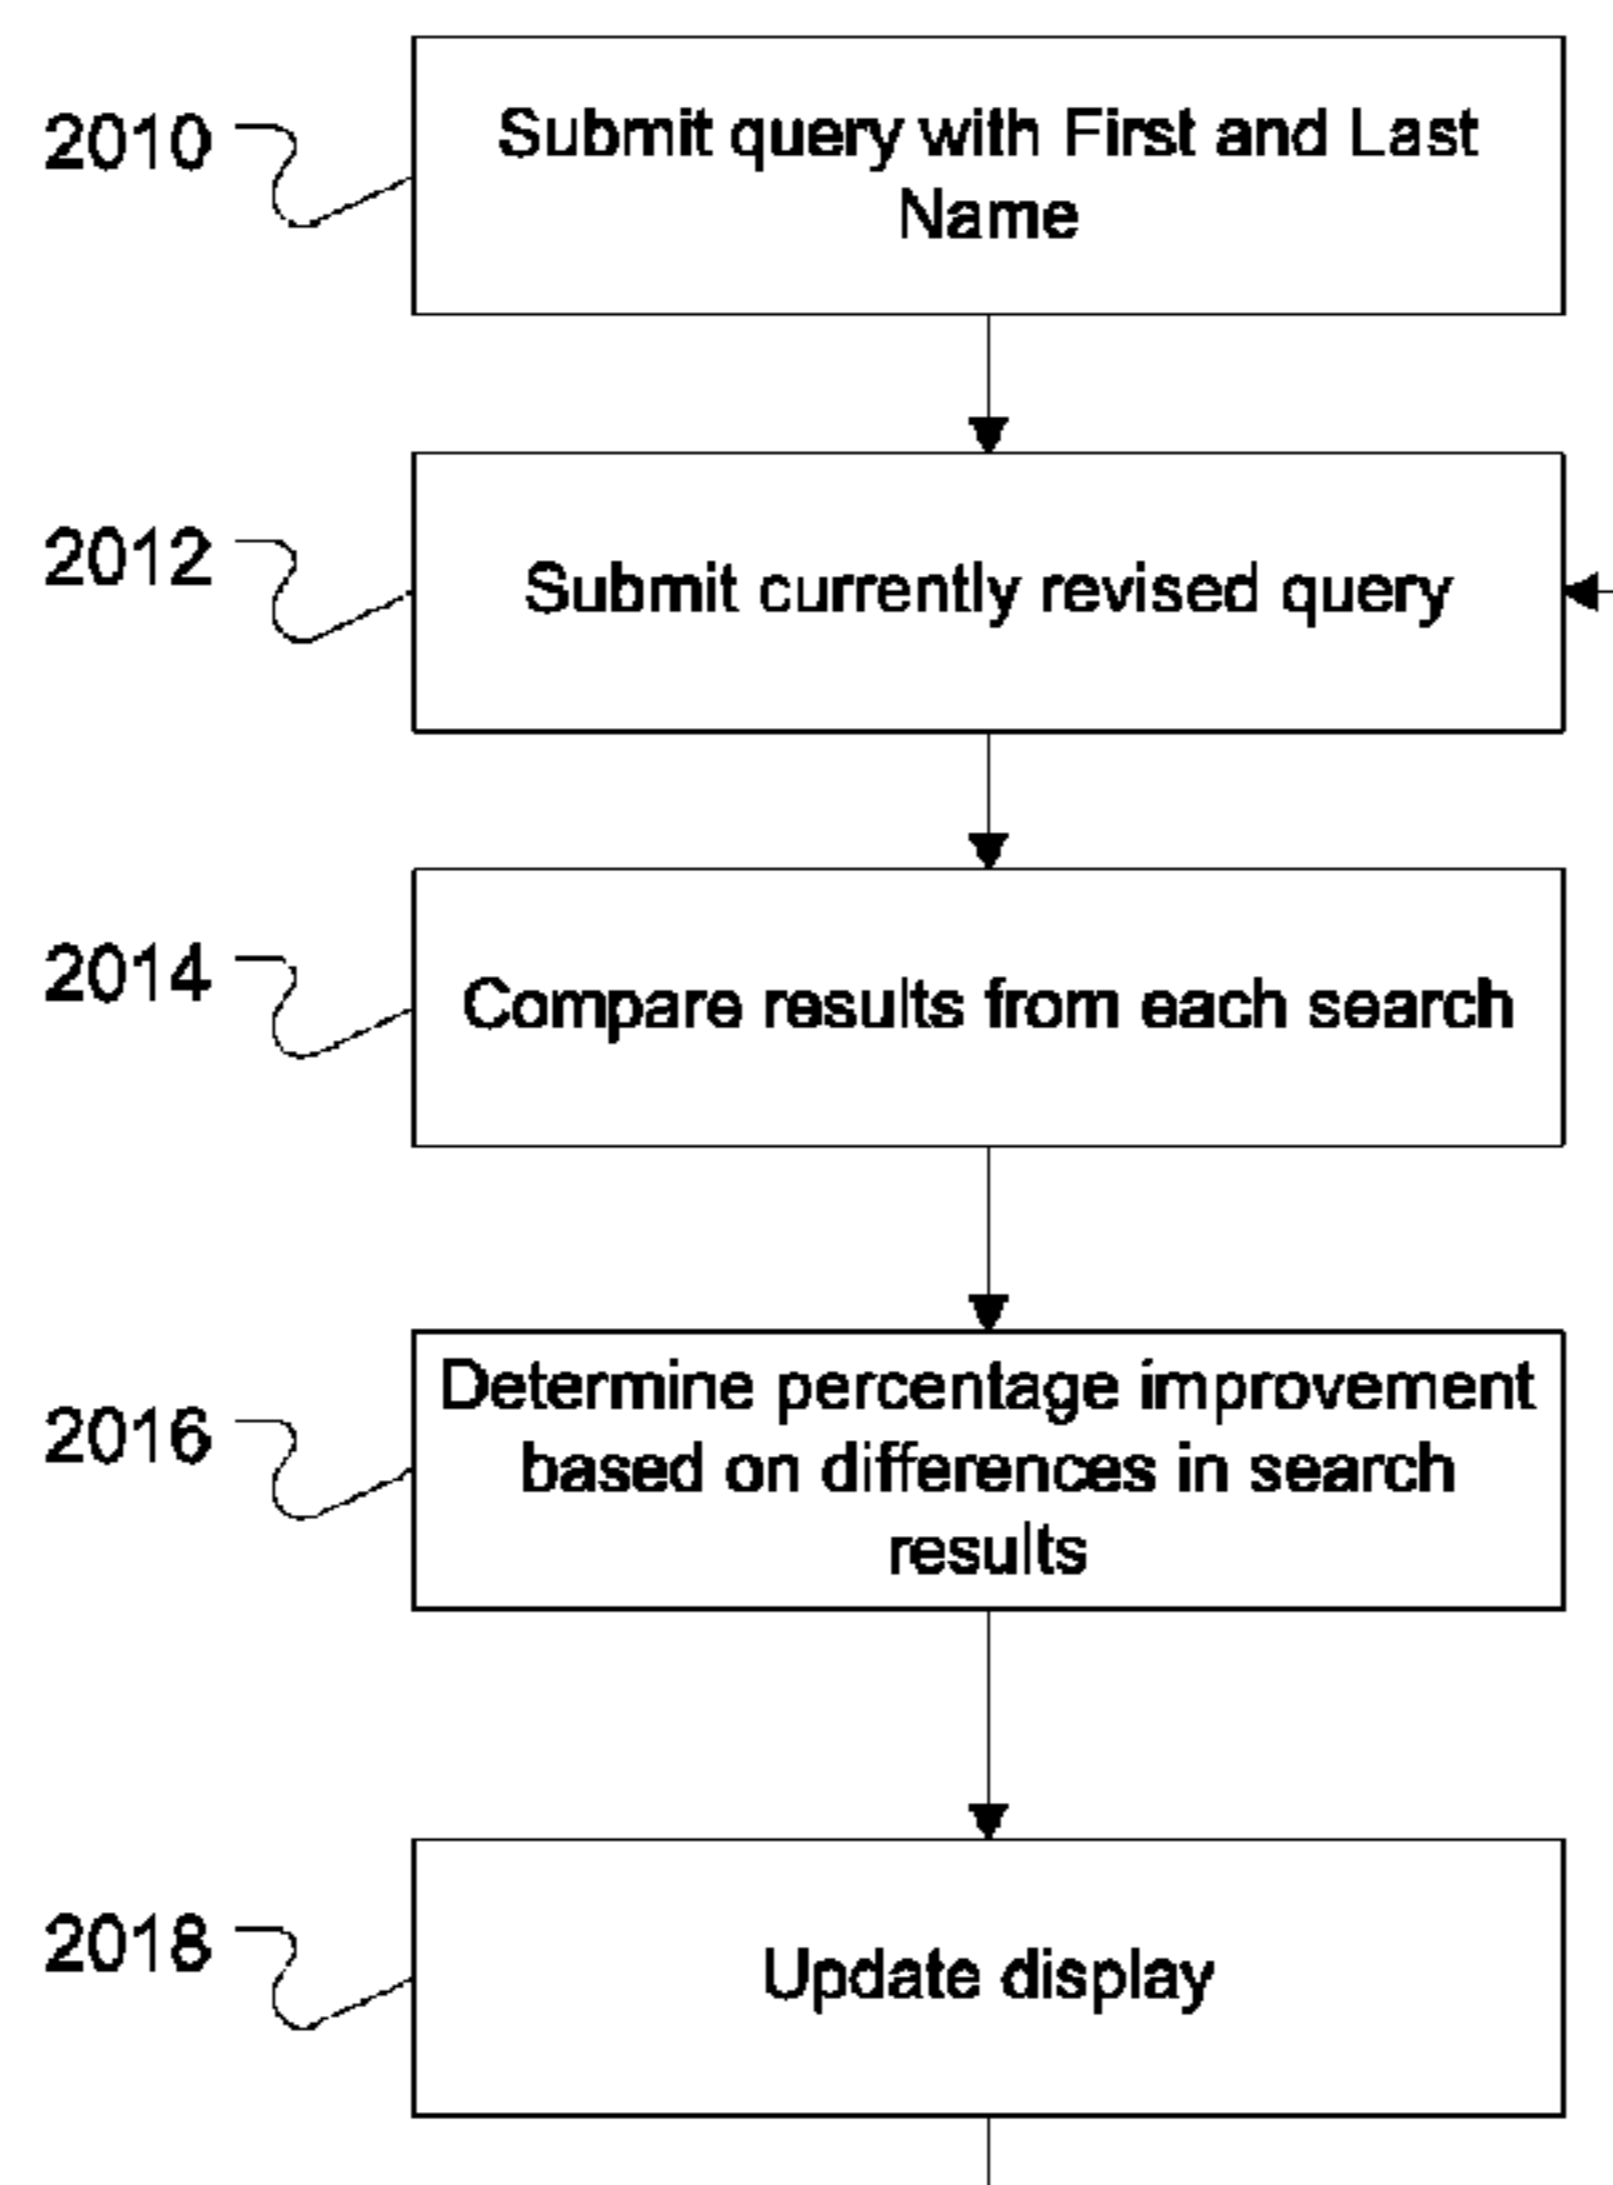 2010
Submit query with First and Last
Name
2012
Submit currently revised query
2014
Compare results from each search
2016
Determine percentage improvement
based on differences in search
results
2018
Update display